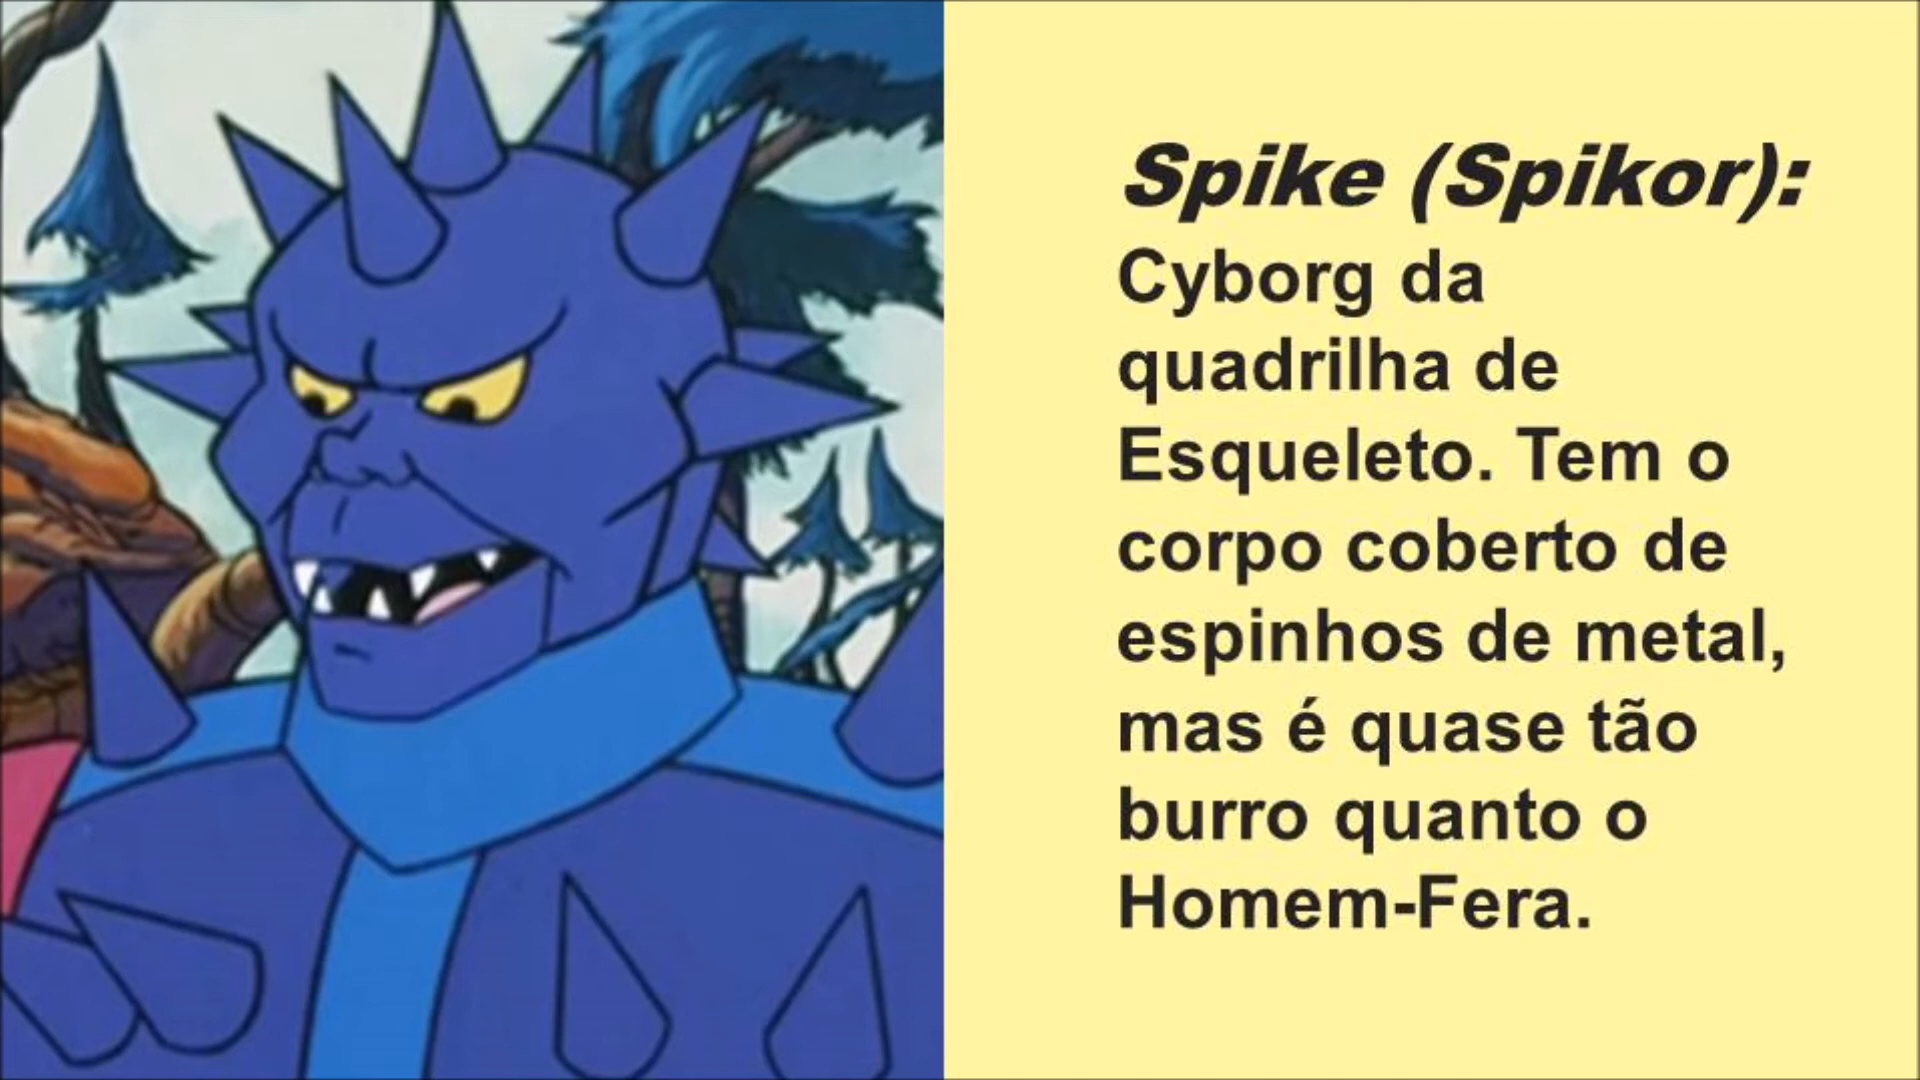 Spike (Spikor):
Cyborg da
quadrilha de
Esqueleto. Tem o
corpo coberto de
espinhos de metal,
mas é quase tão
burro quanto o
Homem-Fera.